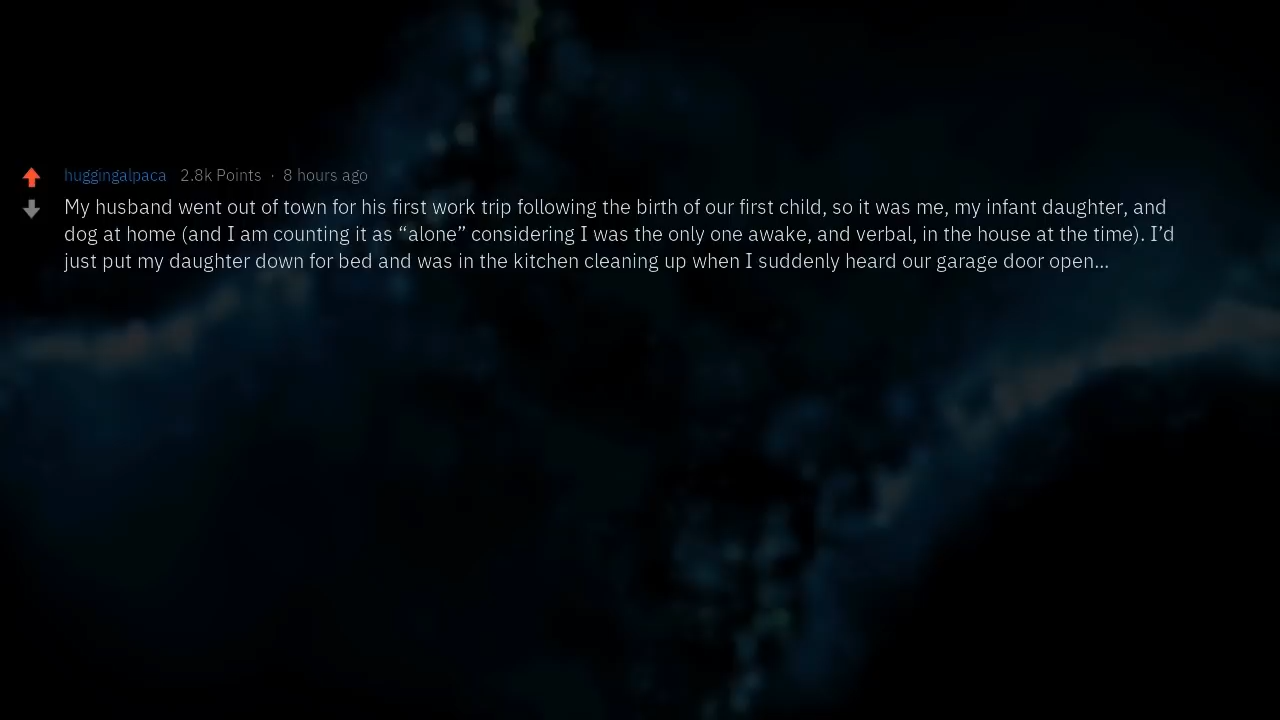 huggingalpaca 2.8k Points · 8 hours ago
My husband went out of town for his first work trip following the birth of our first child, so it was me, my infant daughter, and
dog at home (and I am counting it as “alone” considering I was the only one awake, and verbal, in the house at the time). I’d
just put my daughter down for bed and was in the kitchen cleaning up when I suddenly heard our garage door open...